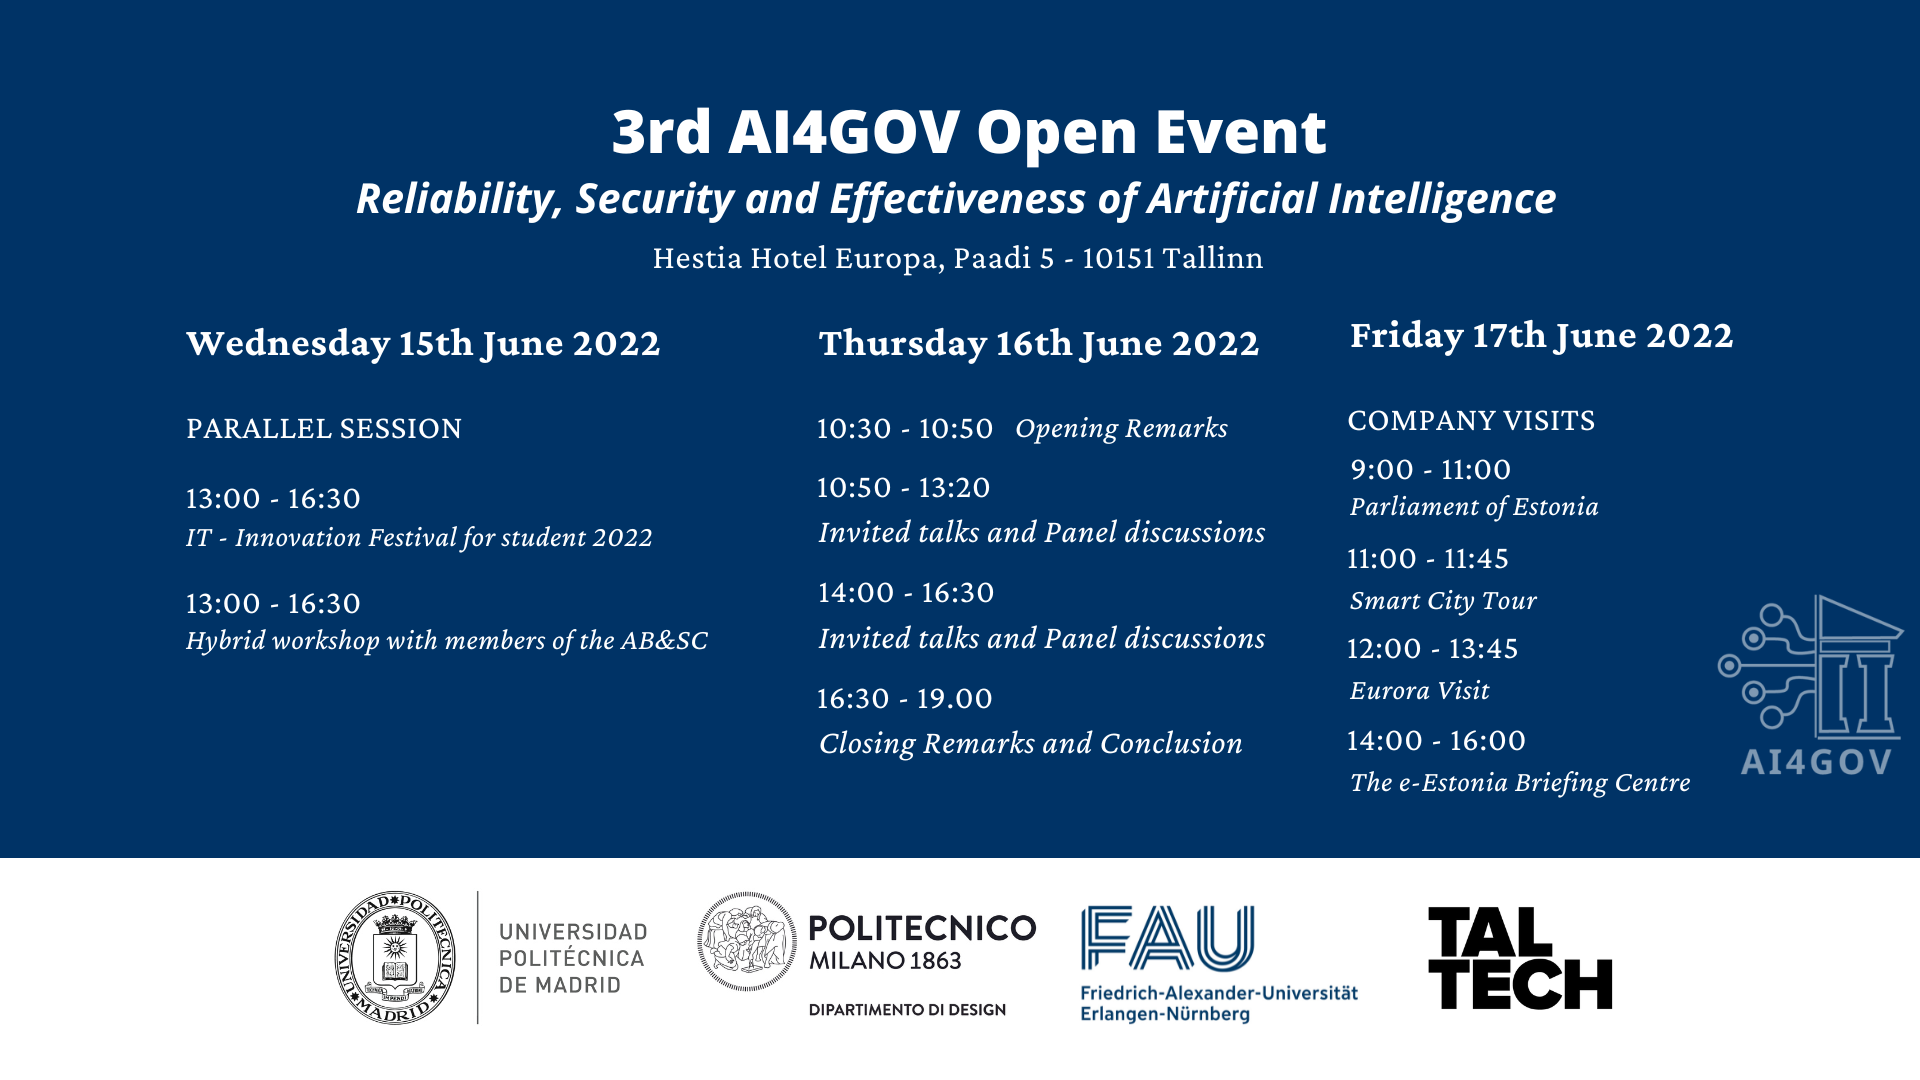 3rd AI4GOV Open Event
Reliability, Security and Effectiveness of Artificial Intelligence
Hestia Hotel Europa, Paadi 5 - 10151 Tallinn
Wednesday 15th June 2022
PARALLEL SESSION
13:00 - 16:30
IT - Innovation Festival for student 2022
13:00 - 16:30
Hybrid workshop with members of the AB&SC
Thursday 16th June 2022
10:30 - 10:50 Opening Remarks
10:50 - 13:20
Invited talks and Panel discussions
14:00 - 16:30
Invited talks and Panel discussions
16:30 - 19.00
Closing Remarks and Conclusion
Friday 17th June 2022
COMPANY VISITS
9:00 - 11:00
Parliament of Estonia
11:00 - 11:45
Smart City Tour
12:00 - 13:45
Eurora Visit
14:00 - 16:00
The e-Estonia Briefing Centre
AI4GOV
UNIVERSIDAD POLITECNICA
MADRID
UNIVERSIDAD
POLITÉCNICA
DE MADRID
POLITECNICO
MILANO 1863
DIPARTIMENTO DI DESIGN
FAU
Friedrich-Alexander-Universität
Erlangen-Nürnberg
TAL
TECH